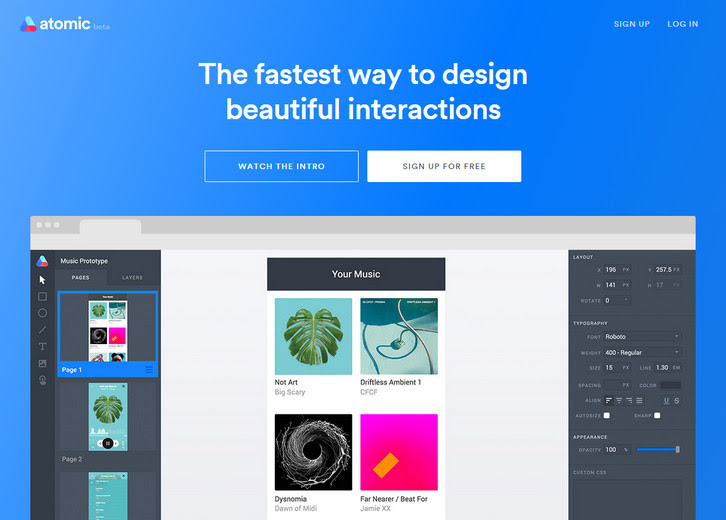 atomic beta
SIGN UP
LOG IN
The fastest way to design
beautiful interactions
WATCH THE INTRO
SIGN UP FOR FREE
Music Prototype
PAGES
LAYERS
Page 1
Page 2
Your Music
Not Art
Big Scary
Driftless Ambient 1
CFCF
Dysnomia
Dawn of Midi
Far Nearer / Beat For
Jamie XX
LAYOUT
X 196 PX
Y 257.5 PX
W 141 PX
H 17 PX
ROTATE 0 °
TYPOGRAPHY
FONT Roboto
WEIGHT 400 - Regular
SIZE 15 PX
LINE 1.30 EM
SPACING PX
COLOR
ALIGN
U S
AUTOSIZE
SHARP
APPEARANCE
OPACITY 100 %
CUSTOM CSS